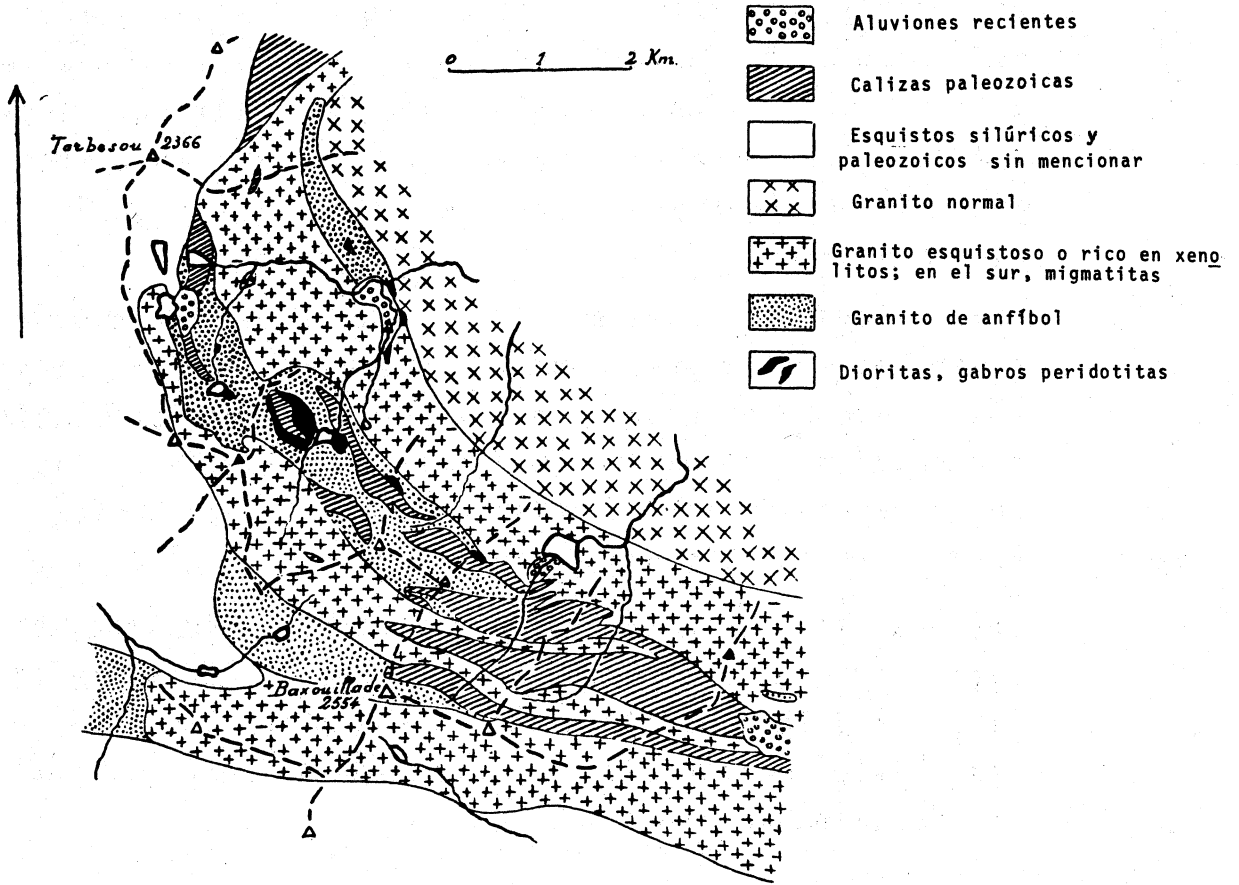 Aluviones recientes
Calizas paleozoicas
Esquistos silúricos y
paleozoicos sin mencionar
Granito normal
Granito esquistoso o rico en xeno
litos; en el sur, migmatitas
Granito de anfíbol
Dioritas, gabros peridotitas
0 1 2 Km.
Tarbesou 2366
Baxouillade
2554